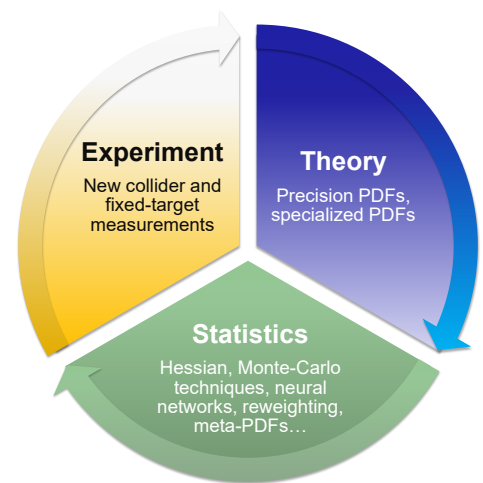 Experiment
New collider and
fixed-target
measurements
Theory
Precision PDFs,
specialized PDFs
Statistics
Hessian, Monte-Carlo
techniques, neural
networks, reweighting,
meta-PDFs…